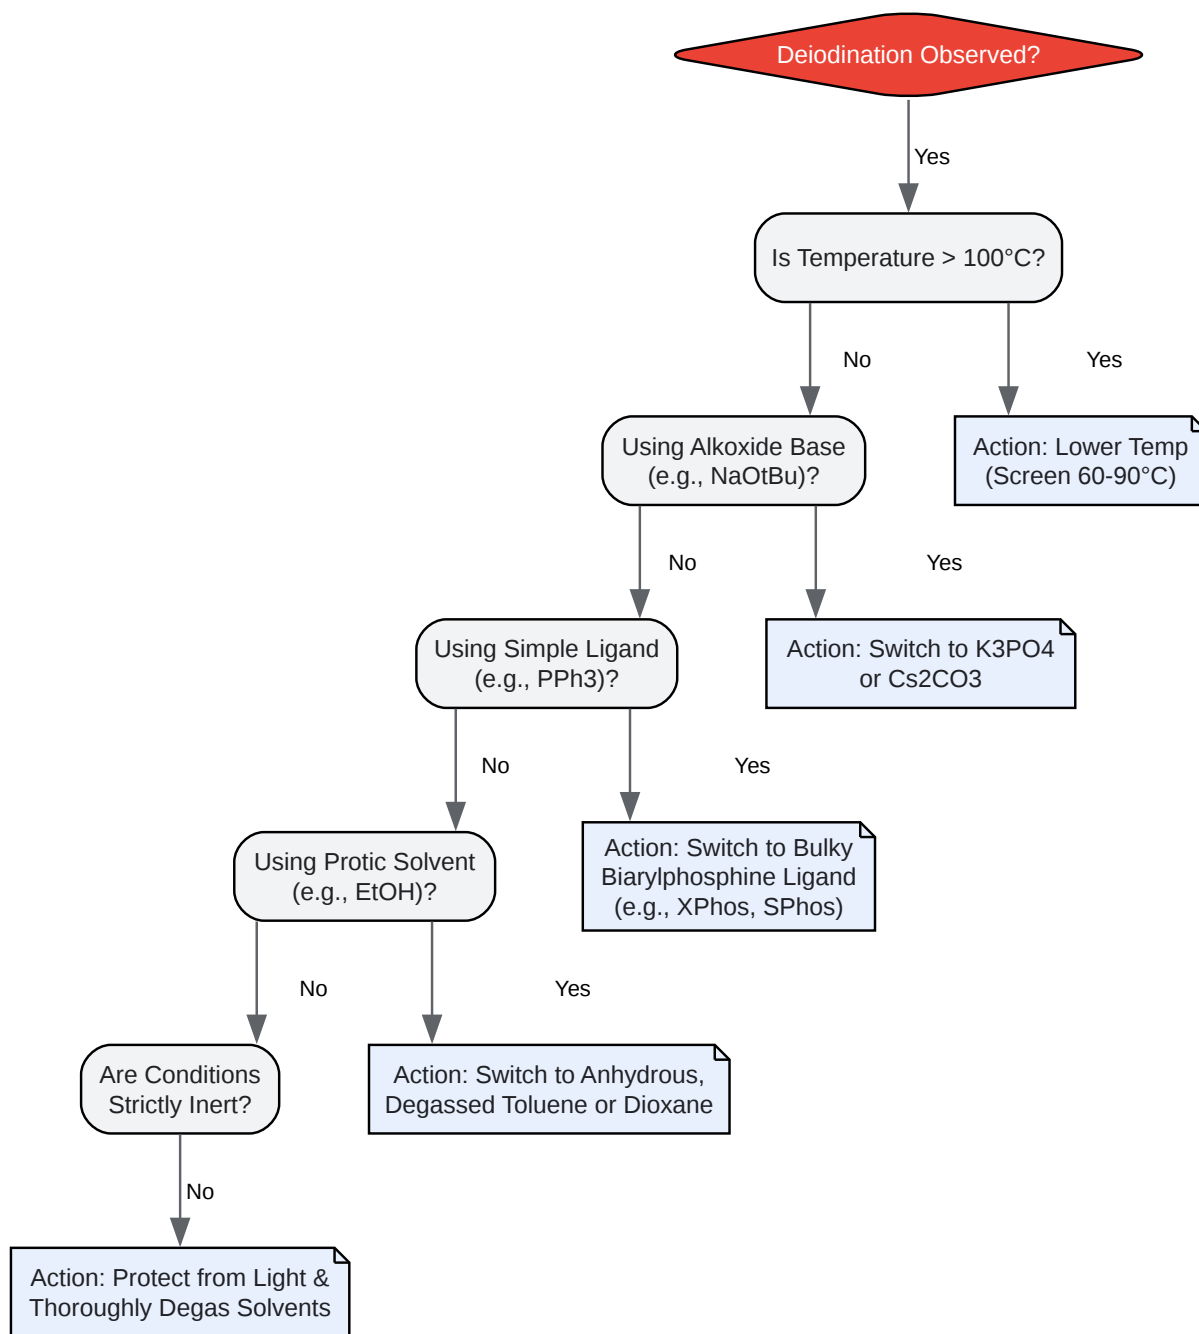 Deiodination Observed?
Yes
Is Temperature > 100°C?
No
Yes
Using Alkoxide Base
(e.g., NaOtBu)?
Action: Lower Temp
(Screen 60-90°C)
No
Yes
Using Simple Ligand
(e.g., PPh3)?
Action: Switch to K3PO4
or Cs2CO3
No
Yes
Using Protic Solvent
(e.g., EtOH)?
Action: Switch to Bulky
Biarylphosphine Ligand
(e.g., XPhos, SPhos)
No
Yes
Are Conditions
Strictly Inert?
Action: Switch to Anhydrous,
Degassed Toluene or Dioxane
No
Action: Protect from Light &
Thoroughly Degas Solvents